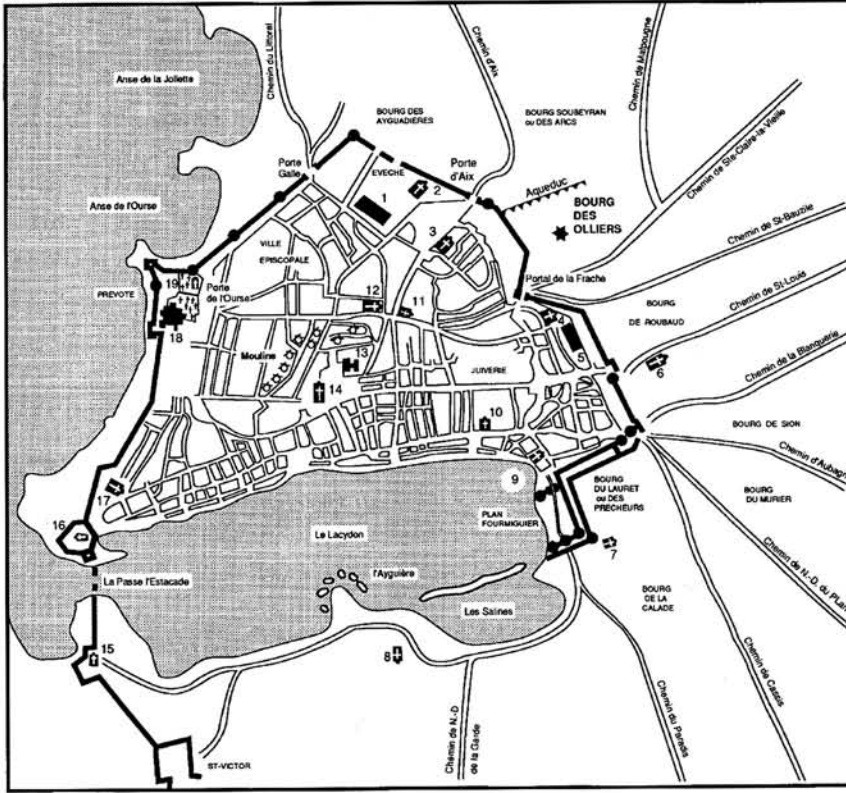 Anse de la Joliette
Chemin du Littoral
Chemin d'Aix
Chemin de Malpougne
BOURG DES
AYGUADIÈRES
BOURG SOUBEYRAN
ou DES ARCS
Chemin de Ste-Claire-la-Vieille
Porte
Galle
EVECHE
Porte
d'Aix
1
2
Aqueduc
BOURG
DES
OLLIERS
Anse de l'Ourse
3
VILLE
EPISCOPALE
Chemin de St-Bauzile
Portal de la Frache
19
Porte
de l'Ourse
PREVOTE
12
11
4
BOURG
DE ROUBAUD
Chemin de St-Louis
18
Mouline
13
JUIVERIE
5
6
Chemin de la Blanquerie
14
10
BOURG DE SION
Chemin d'Aubagne
9
BOURG
DU LAURET
ou DES
PRECHEURS
BOURG
DU MURIER
17
PLAN
FOURMIGUIER
16
Le Lacydon
7
Chemin de N.-D. du Plan
La Passe l'Estacade
l'Ayguière
Les Salines
BOURG
DE LA
CALADE
15
8
Chemin de Cassis
Chemin de N.-D
de la Garde
Chemin du Paradis
ST-VICTOR